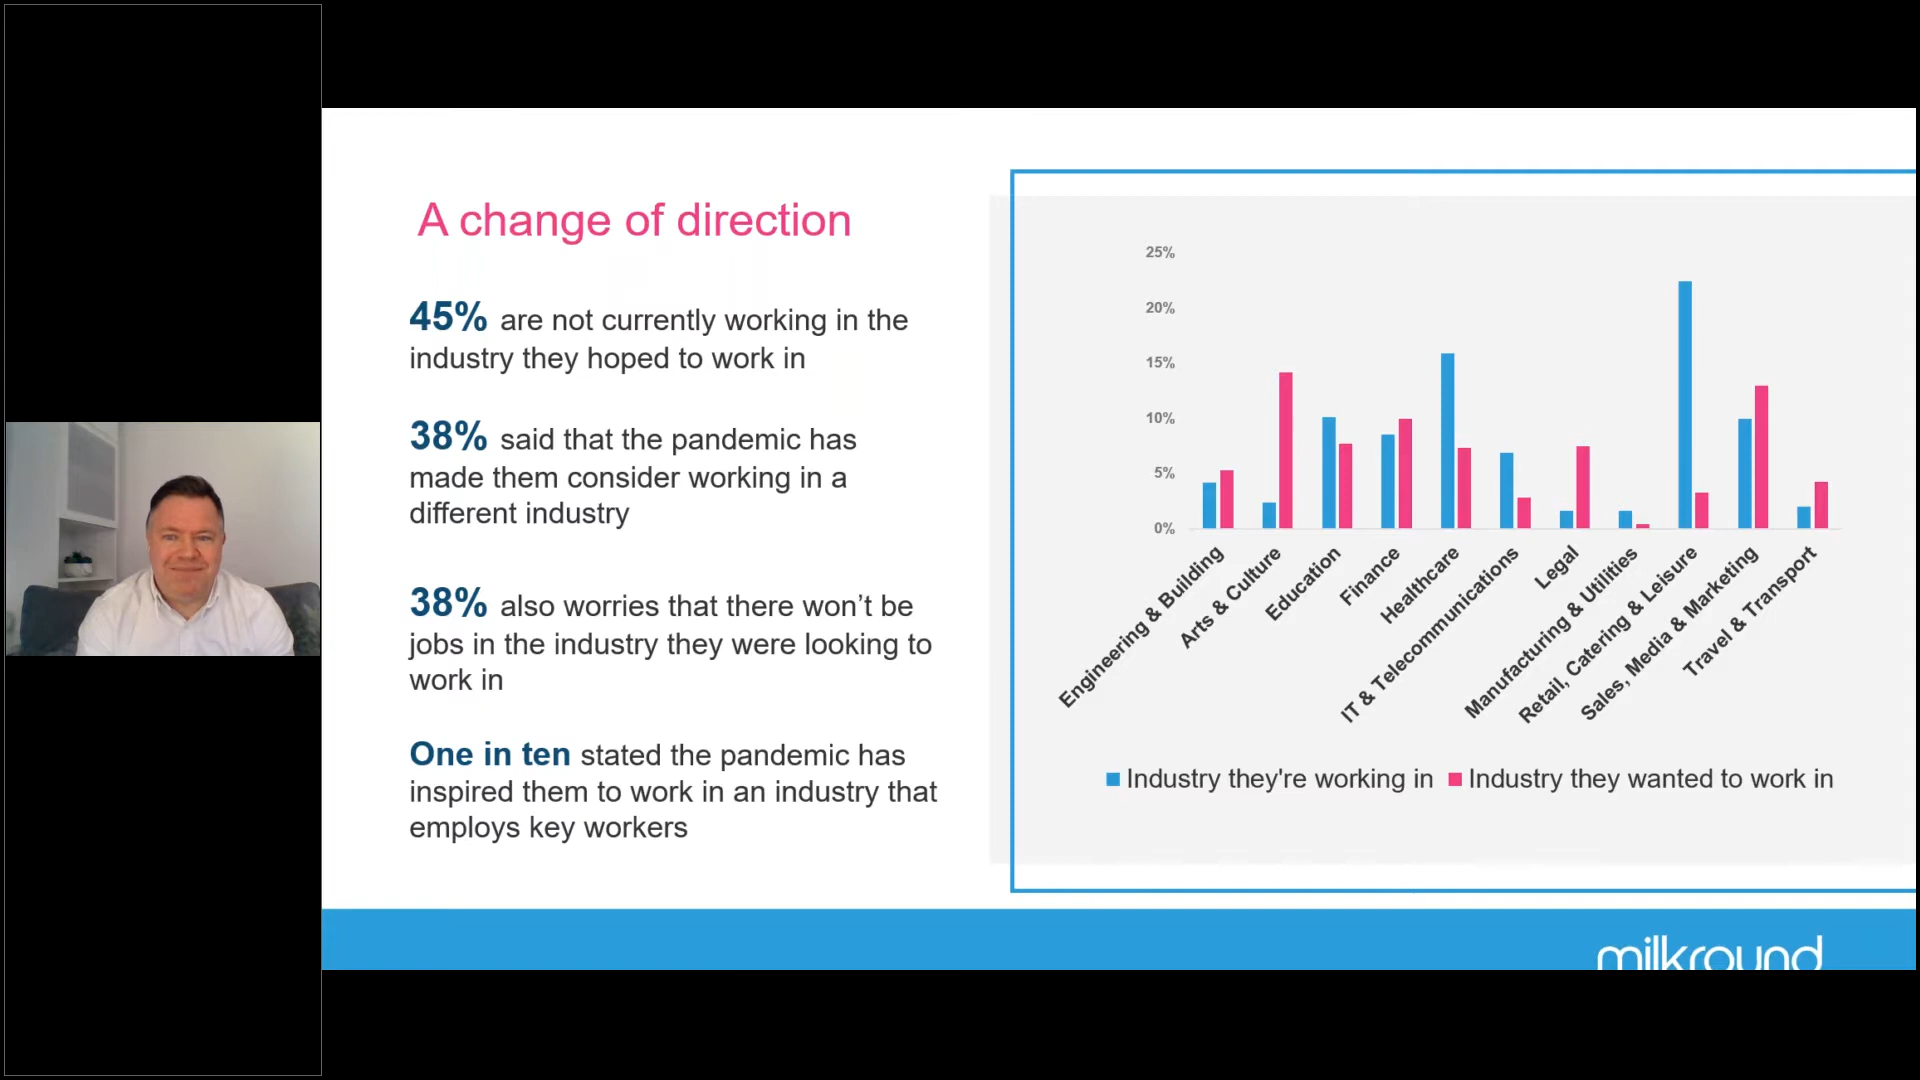 A change of direction
45% are not currently working in the
industry they hoped to work in
38% said that the pandemic has
made them consider working in a
different industry
38% also worries that there won’t be
jobs in the industry they were looking to
work in
One in ten stated the pandemic has
inspired them to work in an industry that
employs key workers
25%
20%
15%
10%
5%
0%
Engineering & Building
Arts & Culture
Education
Finance
Healthcare
IT & Telecommunications
Legal
Manufacturing & Utilities
Retail, Catering & Leisure
Sales, Media & Marketing
Travel & Transport
Industry they're working in
Industry they wanted to work in
milkround